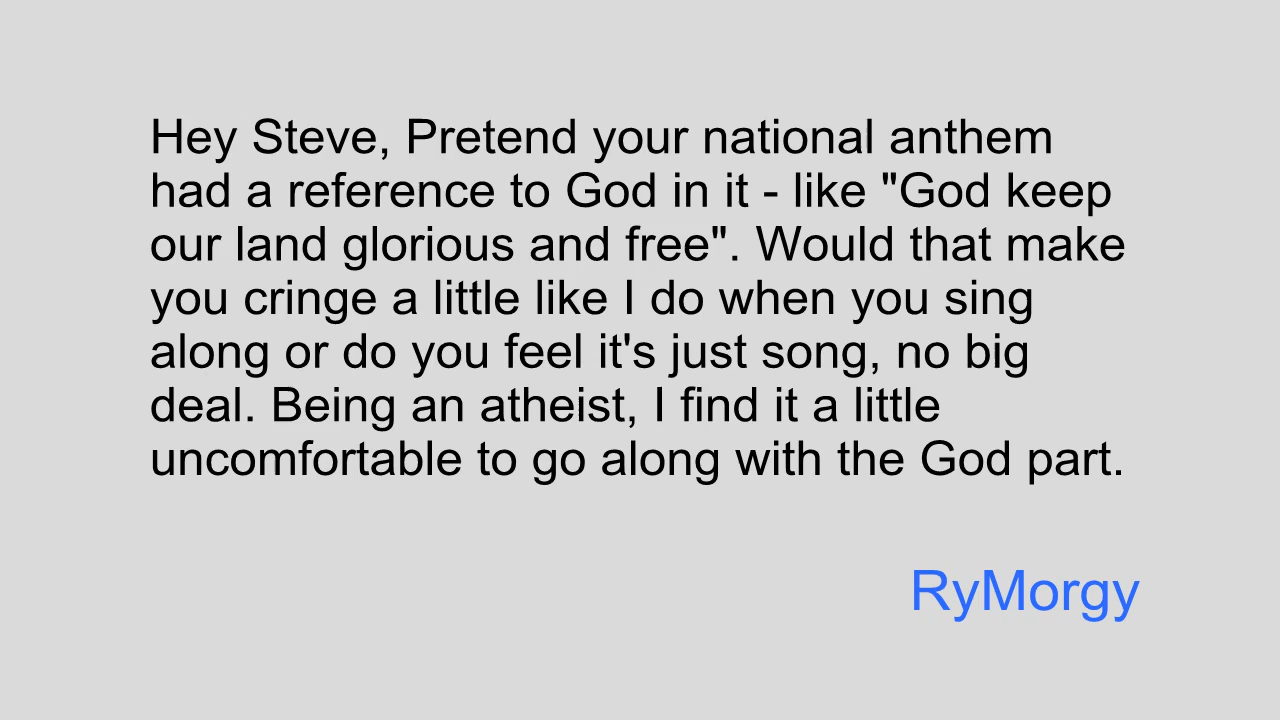 Hey Steve, Pretend your national anthem
had a reference to God in it - like "God keep
our land glorious and free". Would that make
you cringe a little like I do when you sing
along or do you feel it's just song, no big
deal. Being an atheist, I find it a little
uncomfortable to go along with the God part.
RyMorgy